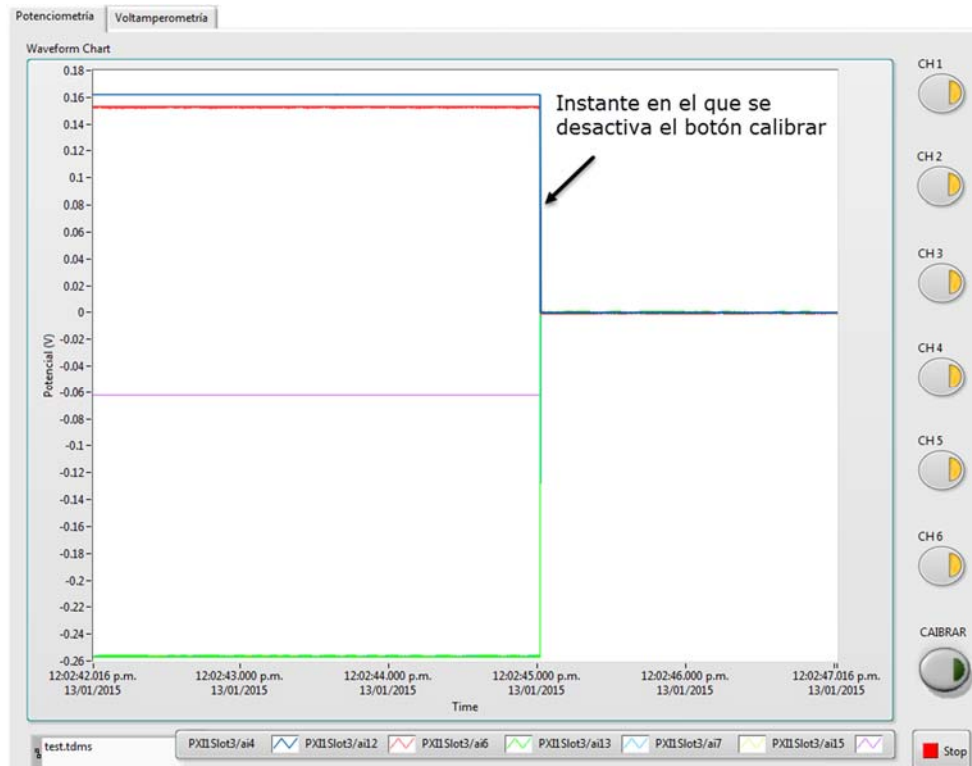 Potenciometría
Voltamperometría
Waveform Chart
0.18
0.16
0.14
0.12
0.1
0.08
0.06
0.04
0.02
0
-0.02
-0.04
-0.06
-0.08
-0.1
-0.12
-0.14
-0.16
-0.18
-0.2
-0.22
-0.24
-0.26
Potencial (V)
Instante en el que se
desactiva el botón calibrar
12:02:42.016 p.m.
13/01/2015
12:02:43.000 p.m.
13/01/2015
12:02:44.000 p.m.
13/01/2015
12:02:45.000 p.m.
13/01/2015
12:02:46.000 p.m.
13/01/2015
12:02:47.016 p.m.
13/01/2015
Time
CH 1
CH 2
CH 3
CH 4
CH 5
CH 6
CAIBRAR
test.tdms
PXI1Slot3/ai4
PXI1Slot3/ai12
PXI1Slot3/ai6
PXI1Slot3/ai13
PXI1Slot3/ai7
PXI1Slot3/ai15
Stop